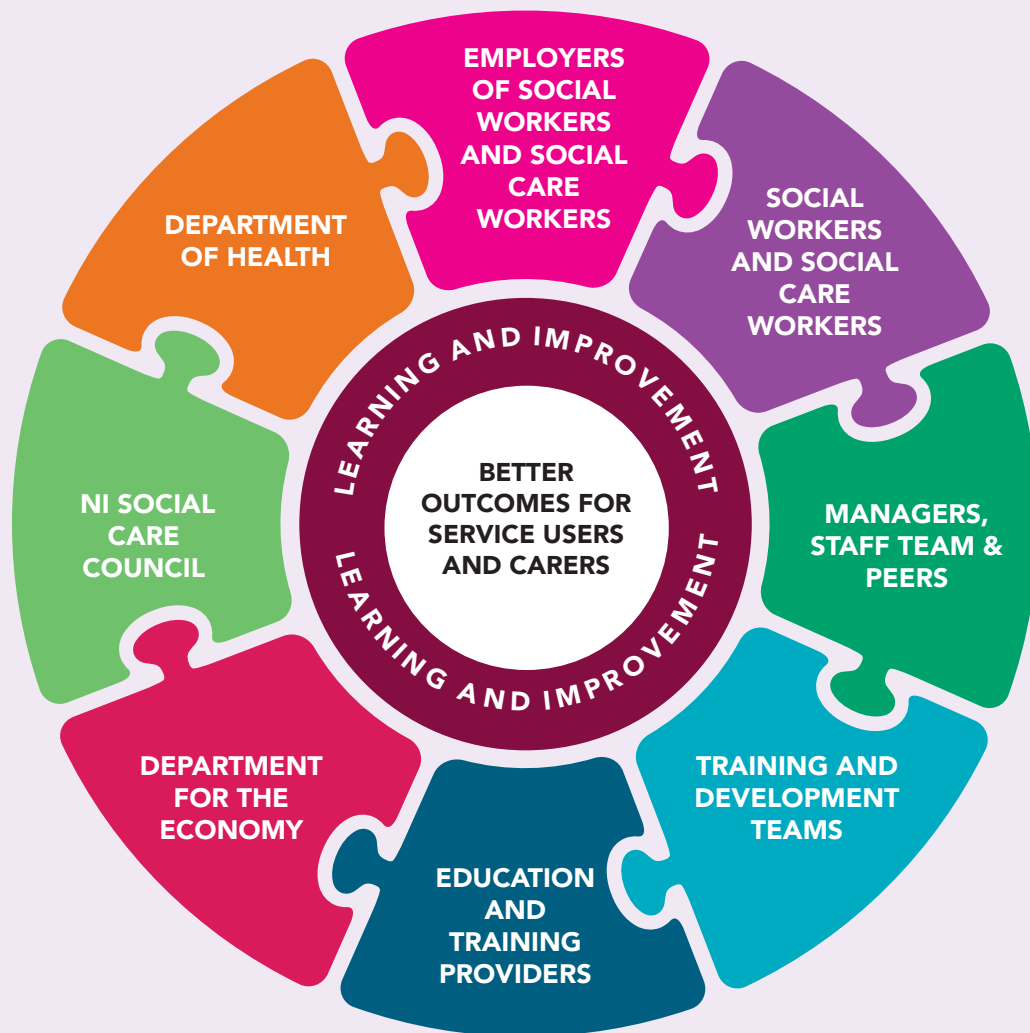 EMPLOYERS
OF SOCIAL
WORKERS
AND SOCIAL
CARE
WORKERS
SOCIAL
WORKERS
AND SOCIAL
CARE
WORKERS
MANAGERS,
STAFF TEAM &
PEERS
TRAINING AND
DEVELOPMENT
TEAMS
EDUCATION
AND
TRAINING
PROVIDERS
DEPARTMENT
FOR THE
ECONOMY
NI SOCIAL
CARE
COUNCIL
DEPARTMENT
OF HEALTH
LEARNING AND IMPROVEMENT
BETTER
OUTCOMES FOR
SERVICE USERS
AND CARERS
LEARNING AND IMPROVEMENT